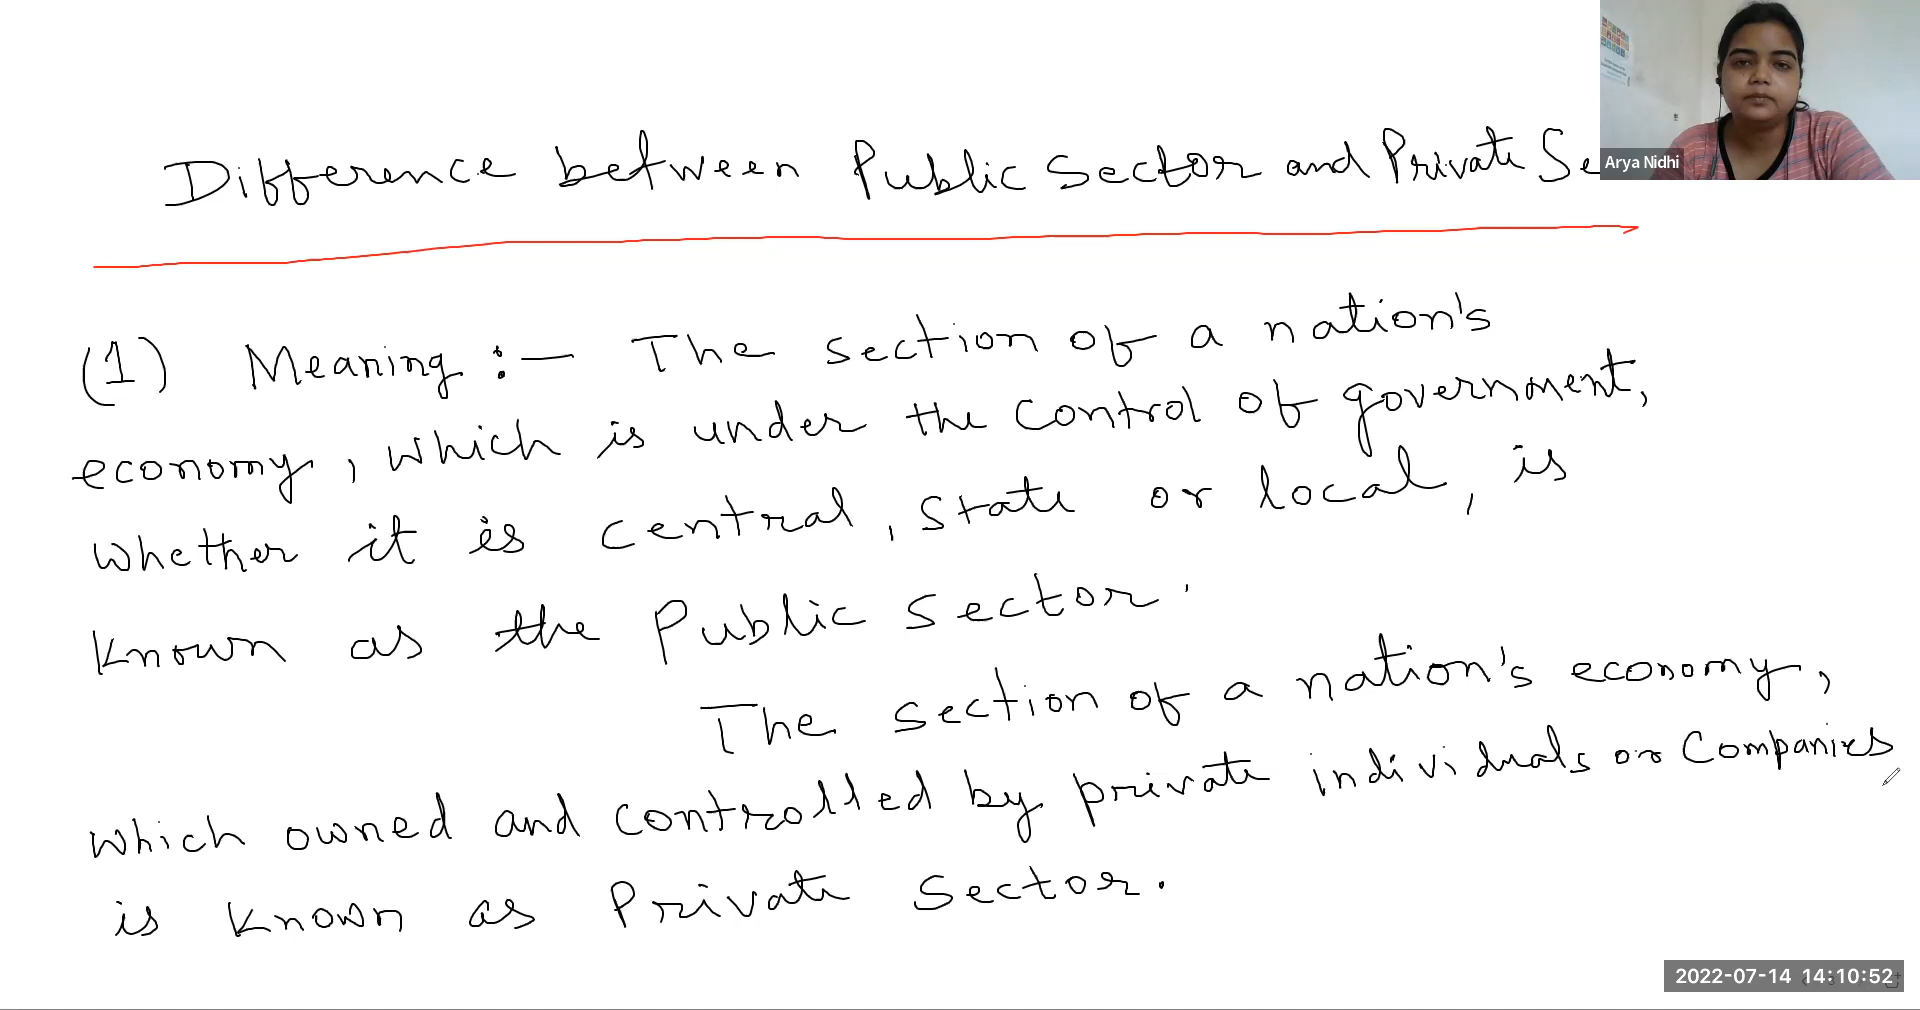 Difference between Public Sector and Private Se
Arya Nidhi
(1) Meaning :- The section of a nation's
economy, which is under the control of government,
whether it is central, state or local, is
known as the Public sector.
The section of a nation's economy,
which owned and controlled by private individuals or Companies
is known as Private Sector.
2022-07-14 14:10:52